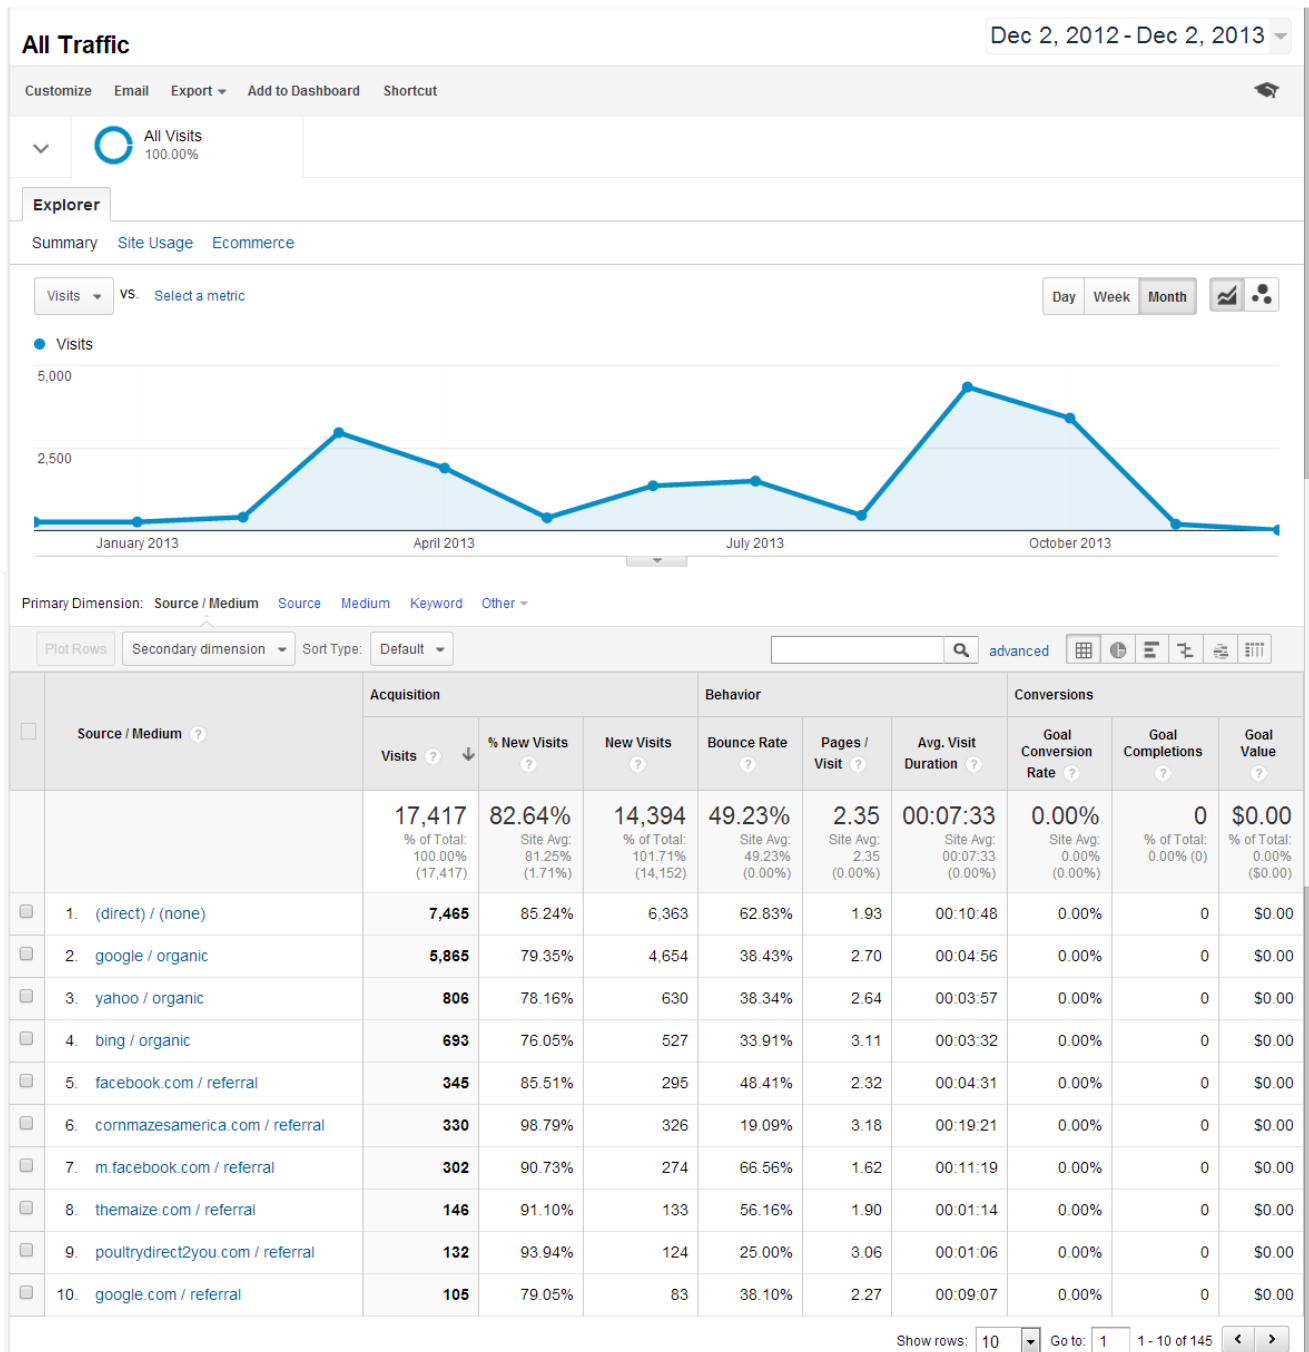 All Traffic
Dec 2, 2012 - Dec 2, 2013
Customize Email Export Add to Dashboard Shortcut
All Visits
100.00%
Explorer
Summary Site Usage Ecommerce
Visits VS. Select a metric Day Week Month
Visits
5,000
2,500
January 2013 April 2013 July 2013 October 2013
Primary Dimension: Source / Medium Source Medium Keyword Other
Plot Rows Secondary dimension Sort Type: Default advanced
Acquisition Behavior Conversions
Source / Medium ? Visits ? % New Visits ? New Visits ? Bounce Rate ? Pages / Visit ? Avg. Visit Duration ? Goal Conversion Rate ? Goal Completions ? Goal Value ?
17,417 82.64% 14,394 49.23% 2.35 00:07:33 0.00% 0 $0.00
% of Total: Site Avg: % of Total: Site Avg: Site Avg: Site Avg: Site Avg: % of Total: % of Total:
100.00% 81.25% 101.71% 49.23% 2.35 00:07:33 0.00% 0.00% (0) 0.00%
(17,417) (1.71%) (14,152) (0.00%) (0.00%) (0.00%) (0.00%) ($0.00)
1. (direct) / (none) 7,465 85.24% 6,363 62.83% 1.93 00:10:48 0.00% 0 $0.00
2. google / organic 5,865 79.35% 4,654 38.43% 2.70 00:04:56 0.00% 0 $0.00
3. yahoo / organic 806 78.16% 630 38.34% 2.64 00:03:57 0.00% 0 $0.00
4. bing / organic 693 76.05% 527 33.91% 3.11 00:03:32 0.00% 0 $0.00
5. facebook.com / referral 345 85.51% 295 48.41% 2.32 00:04:31 0.00% 0 $0.00
6. cornmazesamerica.com / referral 330 98.79% 326 19.09% 3.18 00:19:21 0.00% 0 $0.00
7. m.facebook.com / referral 302 90.73% 274 66.56% 1.62 00:11:19 0.00% 0 $0.00
8. themaize.com / referral 146 91.10% 133 56.16% 1.90 00:01:14 0.00% 0 $0.00
9. poultrydirect2you.com / referral 132 93.94% 124 25.00% 3.06 00:01:06 0.00% 0 $0.00
10. google.com / referral 105 79.05% 83 38.10% 2.27 00:09:07 0.00% 0 $0.00
Show rows: 10 Go to: 1 1 - 10 of 145